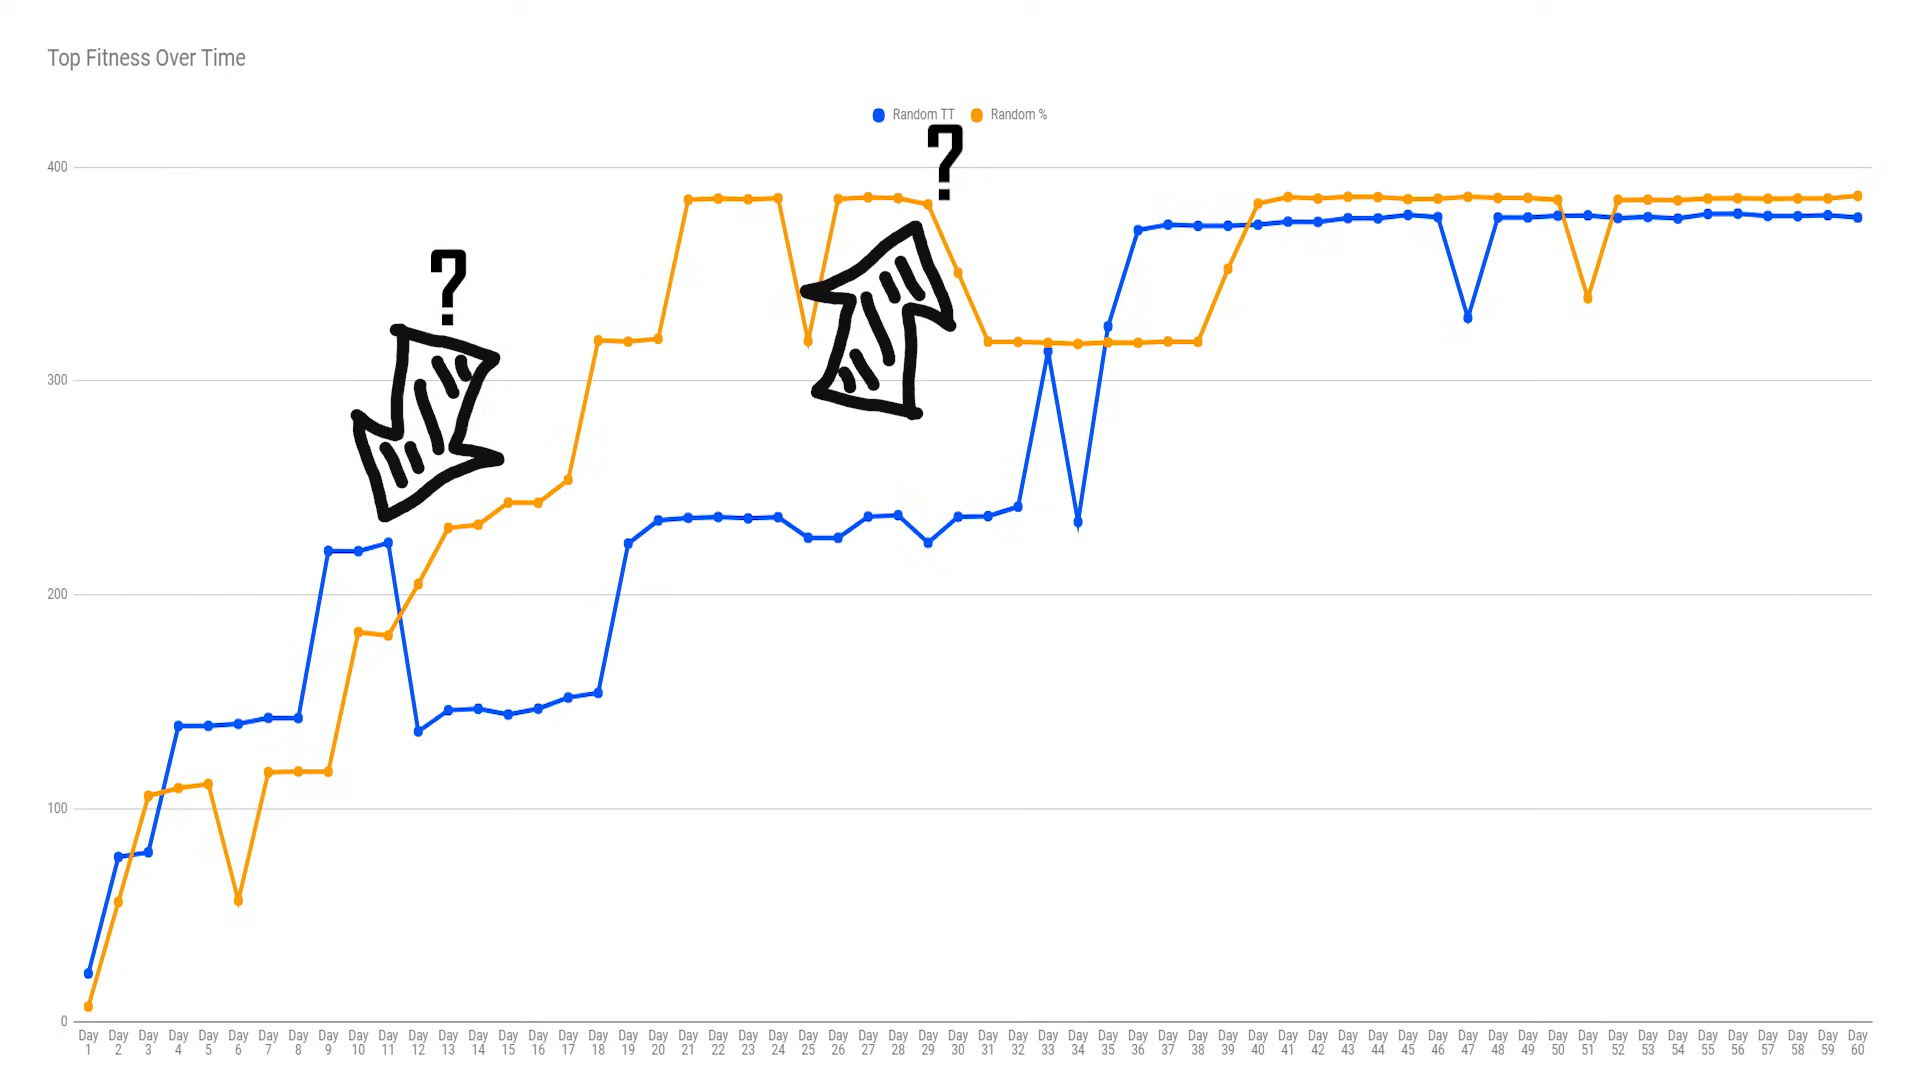 Top Fitness Over Time
Random TT Random %
?
400
?
300
200
100
0
Day Day Day Day Day Day Day Day Day Day Day Day Day Day Day Day Day Day Day Day Day Day Day Day Day Day Day Day Day Day Day Day Day Day Day Day Day Day Day Day Day Day Day Day Day Day Day Day Day Day Day Day Day Day Day Day Day Day Day Day
1 2 3 4 5 6 7 8 9 10 11 12 13 14 15 16 17 18 19 20 21 22 23 24 25 26 27 28 29 30 31 32 33 34 35 36 37 38 39 40 41 42 43 44 45 46 47 48 49 50 51 52 53 54 55 56 57 58 59 60